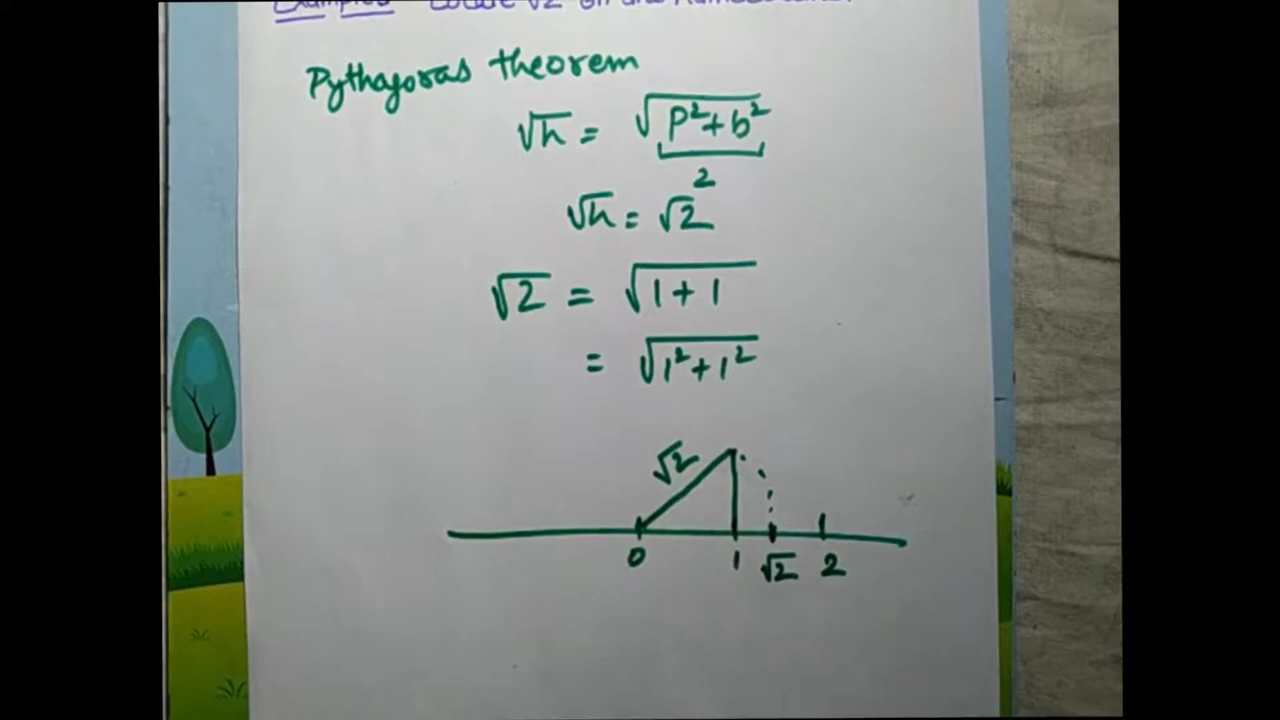 Pythagoras theorem
√h = √p²+b²
2
√h = √2
√2 = √1+1
= √1²+1²
√2
0 1 √2 2